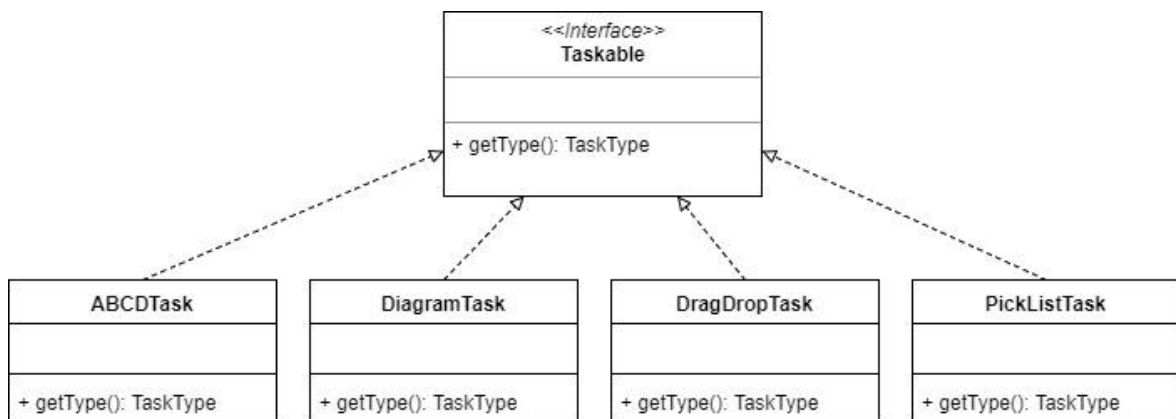 <<Interface>>
Taskable
+ getType(): TaskType
ABCDTask
DiagramTask
DragDropTask
PickListTask
+ getType(): TaskType
+ getType(): TaskType
+ getType(): TaskType
+ getType(): TaskType